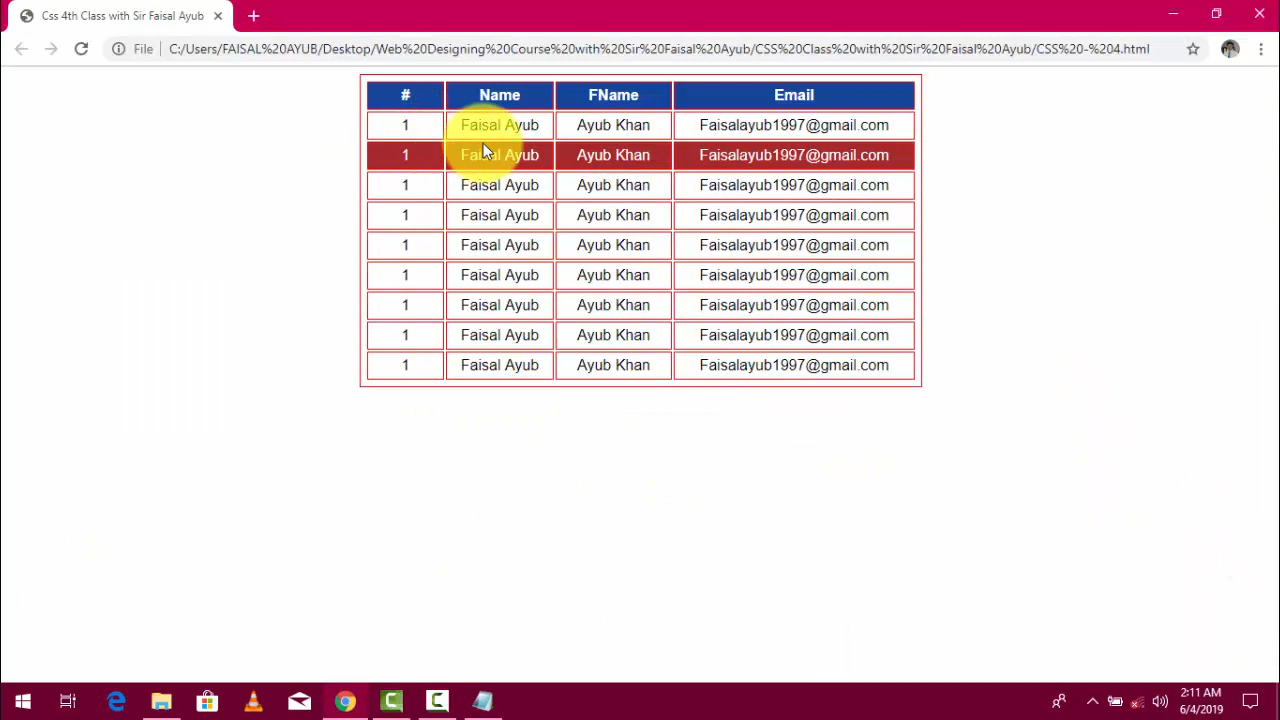 Css 4th Class with Sir Faisal Ayub
File C:/Users/FAISAL%20AYUB/Desktop/Web%20Designing%20Course%20with%20Sir%20Faisal%20Ayub/CSS%20Class%20with%20Sir%20Faisal%20Ayub/CSS%20-%204.html
# Name FName Email
1 Faisal Ayub Ayub Khan Faisalayub1997@gmail.com
1 Faisal Ayub Ayub Khan Faisalayub1997@gmail.com
1 Faisal Ayub Ayub Khan Faisalayub1997@gmail.com
1 Faisal Ayub Ayub Khan Faisalayub1997@gmail.com
1 Faisal Ayub Ayub Khan Faisalayub1997@gmail.com
1 Faisal Ayub Ayub Khan Faisalayub1997@gmail.com
1 Faisal Ayub Ayub Khan Faisalayub1997@gmail.com
1 Faisal Ayub Ayub Khan Faisalayub1997@gmail.com
1 Faisal Ayub Ayub Khan Faisalayub1997@gmail.com
2:11 AM
6/4/2019